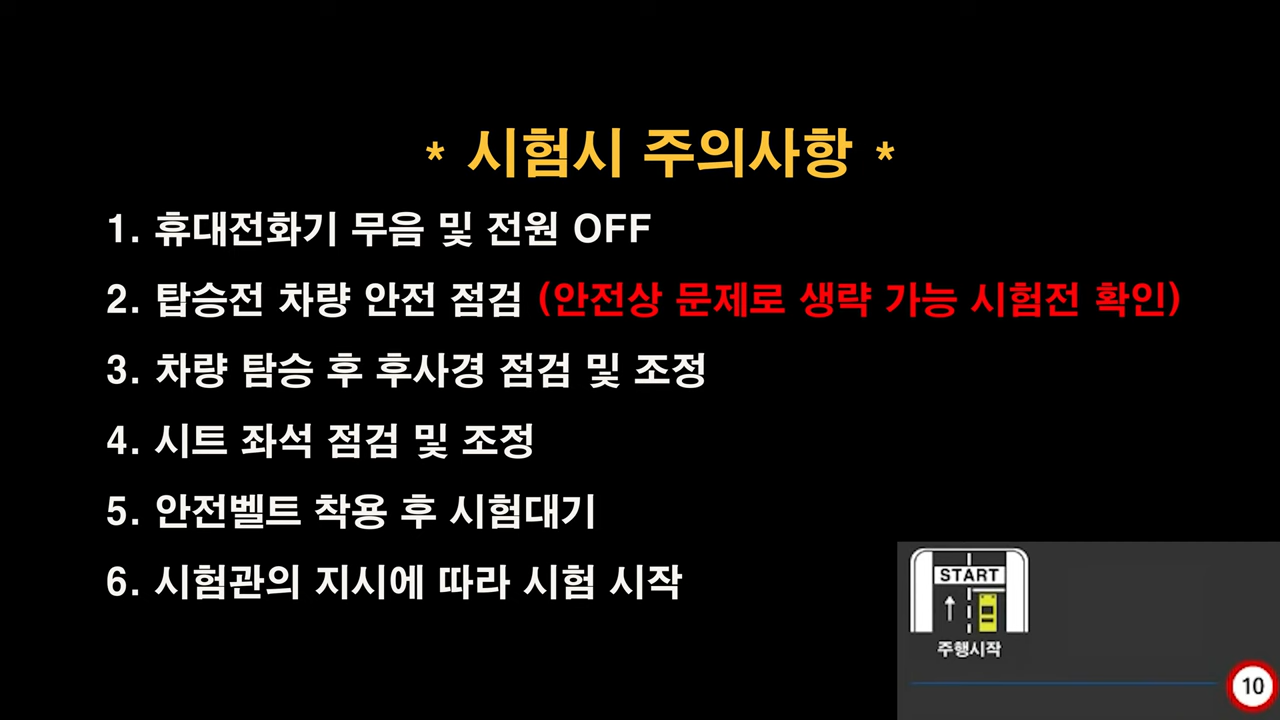 * 시험시 주의사항 *
1. 휴대전화기 무음 및 전원 OFF
2. 탑승전 차량 안전 점검 (안전상 문제로 생략 가능 시험전 확인)
3. 차량 탐승 후 후사경 점검 및 조정
4. 시트 좌석 점검 및 조정
5. 안전벨트 착용 후 시험대기
6. 시험관의 지시에 따라 시험 시작
START
주행시작
10